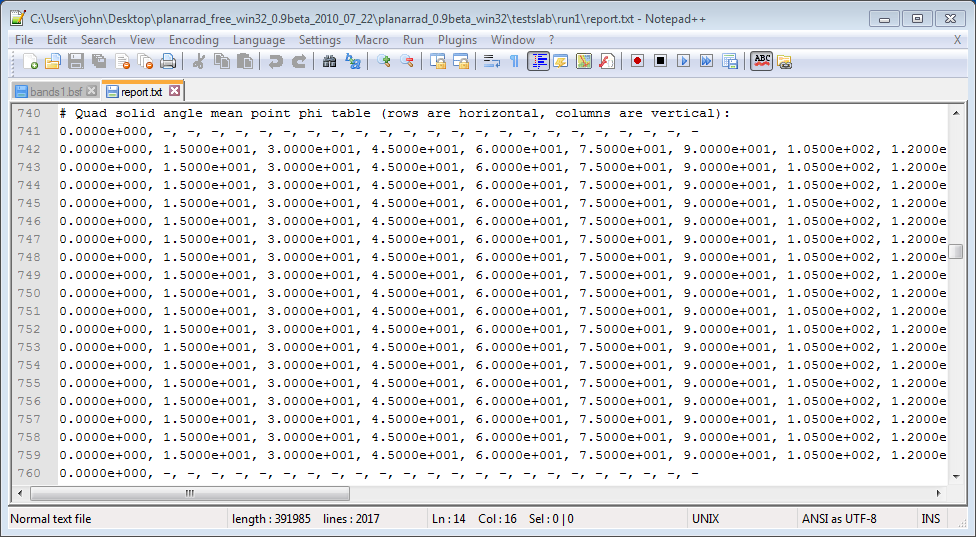 C:\Users\john\Desktop\planarrad_free_win32_0.9beta_2010_07_22\planarrad_0.9beta_win32\testslab\run1\report.txt - Notepad++
File Edit Search View Encoding Language Settings Macro Run Plugins Window ? X
bands1.bsf report.txt
740 # Quad solid angle mean point phi table (rows are horizontal, columns are vertical):
741 0.0000e+000, -, -, -, -, -, -, -, -, -, -, -, -, -, -, -, -, -, -, -, -, -, -, -
742 0.0000e+000, 1.5000e+001, 3.0000e+001, 4.5000e+001, 6.0000e+001, 7.5000e+001, 9.0000e+001, 1.0500e+002, 1.2000e
743 0.0000e+000, 1.5000e+001, 3.0000e+001, 4.5000e+001, 6.0000e+001, 7.5000e+001, 9.0000e+001, 1.0500e+002, 1.2000e
744 0.0000e+000, 1.5000e+001, 3.0000e+001, 4.5000e+001, 6.0000e+001, 7.5000e+001, 9.0000e+001, 1.0500e+002, 1.2000e
745 0.0000e+000, 1.5000e+001, 3.0000e+001, 4.5000e+001, 6.0000e+001, 7.5000e+001, 9.0000e+001, 1.0500e+002, 1.2000e
746 0.0000e+000, 1.5000e+001, 3.0000e+001, 4.5000e+001, 6.0000e+001, 7.5000e+001, 9.0000e+001, 1.0500e+002, 1.2000e
747 0.0000e+000, 1.5000e+001, 3.0000e+001, 4.5000e+001, 6.0000e+001, 7.5000e+001, 9.0000e+001, 1.0500e+002, 1.2000e
748 0.0000e+000, 1.5000e+001, 3.0000e+001, 4.5000e+001, 6.0000e+001, 7.5000e+001, 9.0000e+001, 1.0500e+002, 1.2000e
749 0.0000e+000, 1.5000e+001, 3.0000e+001, 4.5000e+001, 6.0000e+001, 7.5000e+001, 9.0000e+001, 1.0500e+002, 1.2000e
750 0.0000e+000, 1.5000e+001, 3.0000e+001, 4.5000e+001, 6.0000e+001, 7.5000e+001, 9.0000e+001, 1.0500e+002, 1.2000e
751 0.0000e+000, 1.5000e+001, 3.0000e+001, 4.5000e+001, 6.0000e+001, 7.5000e+001, 9.0000e+001, 1.0500e+002, 1.2000e
752 0.0000e+000, 1.5000e+001, 3.0000e+001, 4.5000e+001, 6.0000e+001, 7.5000e+001, 9.0000e+001, 1.0500e+002, 1.2000e
753 0.0000e+000, 1.5000e+001, 3.0000e+001, 4.5000e+001, 6.0000e+001, 7.5000e+001, 9.0000e+001, 1.0500e+002, 1.2000e
754 0.0000e+000, 1.5000e+001, 3.0000e+001, 4.5000e+001, 6.0000e+001, 7.5000e+001, 9.0000e+001, 1.0500e+002, 1.2000e
755 0.0000e+000, 1.5000e+001, 3.0000e+001, 4.5000e+001, 6.0000e+001, 7.5000e+001, 9.0000e+001, 1.0500e+002, 1.2000e
756 0.0000e+000, 1.5000e+001, 3.0000e+001, 4.5000e+001, 6.0000e+001, 7.5000e+001, 9.0000e+001, 1.0500e+002, 1.2000e
757 0.0000e+000, 1.5000e+001, 3.0000e+001, 4.5000e+001, 6.0000e+001, 7.5000e+001, 9.0000e+001, 1.0500e+002, 1.2000e
758 0.0000e+000, 1.5000e+001, 3.0000e+001, 4.5000e+001, 6.0000e+001, 7.5000e+001, 9.0000e+001, 1.0500e+002, 1.2000e
759 0.0000e+000, 1.5000e+001, 3.0000e+001, 4.5000e+001, 6.0000e+001, 7.5000e+001, 9.0000e+001, 1.0500e+002, 1.2000e
760 0.0000e+000, -, -, -, -, -, -, -, -, -, -, -, -, -, -, -, -, -, -, -, -, -, -, -
Normal text file length : 391985 lines : 2017 Ln : 14 Col : 16 Sel : 0 | 0 UNIX ANSI as UTF-8 INS